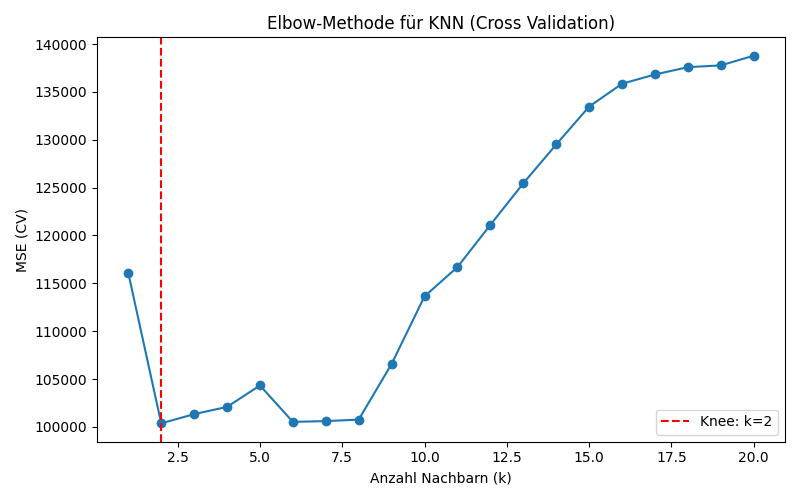 Elbow-Methode für KNN (Cross Validation)
140000
135000
130000
125000
120000
115000
110000
105000
100000
MSE (CV)
2.5 5.0 7.5 10.0 12.5 15.0 17.5 20.0
Anzahl Nachbarn (k)
Knee: k=2